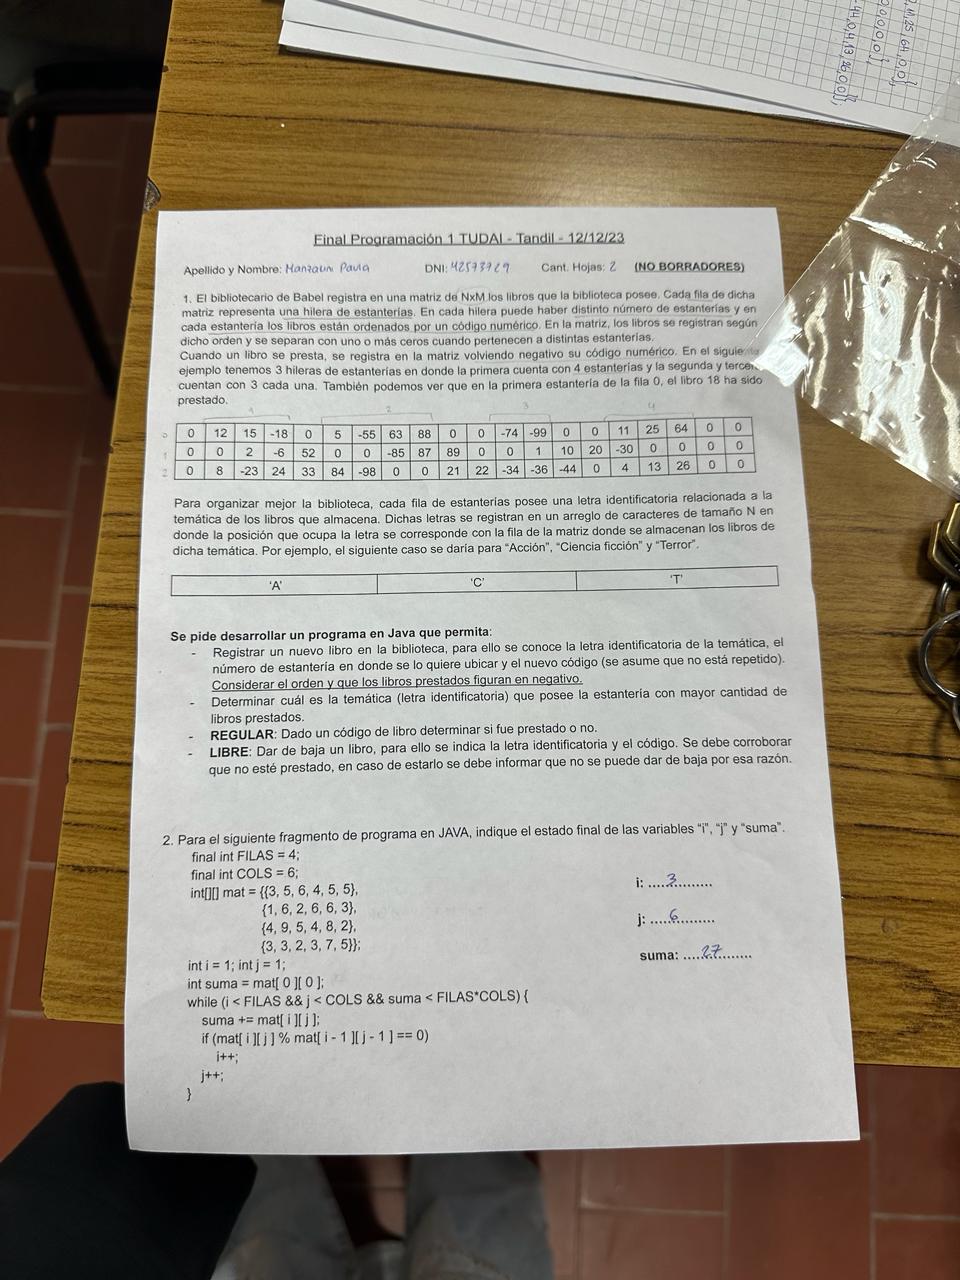 , 11, 25, 64, 0, 0},
0, 0, 0, 0},
-44, 0, 4, 13, 26, 0, 0}};
Final Programación 1 TUDAI - Tandil - 12/12/23
Apellido y Nombre: Paula DNI: 42573729 Cant. Hojas: 2 (NO BORRADORES)
1. El bibliotecario de Babel registra en una matriz de NxM los libros que la biblioteca posee. Cada fila de dicha
matriz representa una hilera de estanterías. En cada hilera puede haber distinto número de estanterías y en
cada estantería los libros están ordenados por un código numérico. En la matriz, los libros se registran según
dicho orden y se separan con uno o más ceros cuando pertenecen a distintas estanterías.
Cuando un libro se presta, se registra en la matriz volviendo negativo su código numérico. En el siguiente
ejemplo tenemos 3 hileras de estanterías en donde la primera cuenta con 4 estanterías y la segunda y tercera
cuentan con 3 cada una. También podemos ver que en la primera estantería de la fila 0, el libro 18 ha sido
prestado.
1 2 3 4
0 0 12 15 -18 0 5 -55 63 88 0 0 -74 -99 0 0 11 25 64 0 0
1 0 0 2 -6 52 0 0 -85 87 89 0 0 1 10 20 -30 0 0 0 0
2 0 8 -23 24 33 84 -98 0 0 21 22 -34 -36 -44 0 4 13 26 0 0
Para organizar mejor la biblioteca, cada fila de estanterías posee una letra identificatoria relacionada a la
temática de los libros que almacena. Dichas letras se registran en un arreglo de caracteres de tamaño N en
donde la posición que ocupa la letra se corresponde con la fila de la matriz donde se almacenan los libros de
dicha temática. Por ejemplo, el siguiente caso se daría para “Acción”, “Ciencia ficción” y “Terror”.
‘A’ ‘C’ ‘T’
Se pide desarrollar un programa en Java que permita:
- Registrar un nuevo libro en la biblioteca, para ello se conoce la letra identificatoria de la temática, el
número de estantería en donde se lo quiere ubicar y el nuevo código (se asume que no está repetido).
Considerar el orden y que los libros prestados figuran en negativo.
- Determinar cuál es la temática (letra identificatoria) que posee la estantería con mayor cantidad de
libros prestados.
- REGULAR: Dado un código de libro determinar si fue prestado o no.
- LIBRE: Dar de baja un libro, para ello se indica la letra identificatoria y el código. Se debe corroborar
que no esté prestado, en caso de estarlo se debe informar que no se puede dar de baja por esa razón.
2. Para el siguiente fragmento de programa en JAVA, indique el estado final de las variables “i”, “j” y “suma”.
final int FILAS = 4;
final int COLS = 6;
int[][] mat = {{3, 5, 6, 4, 5, 5},
{1, 6, 2, 6, 6, 3},
{4, 9, 5, 4, 8, 2},
{3, 3, 2, 3, 7, 5}};
int i = 1; int j = 1;
int suma = mat[ 0 ][ 0 ];
while (i < FILAS && j < COLS && suma < FILAS*COLS) {
suma += mat[ i ][ j ];
if (mat[ i ][ j ] % mat[ i - 1 ][ j - 1 ] == 0)
i++;
j++;
}
i: .....3..........
j: .....6..........
suma: ....27..........